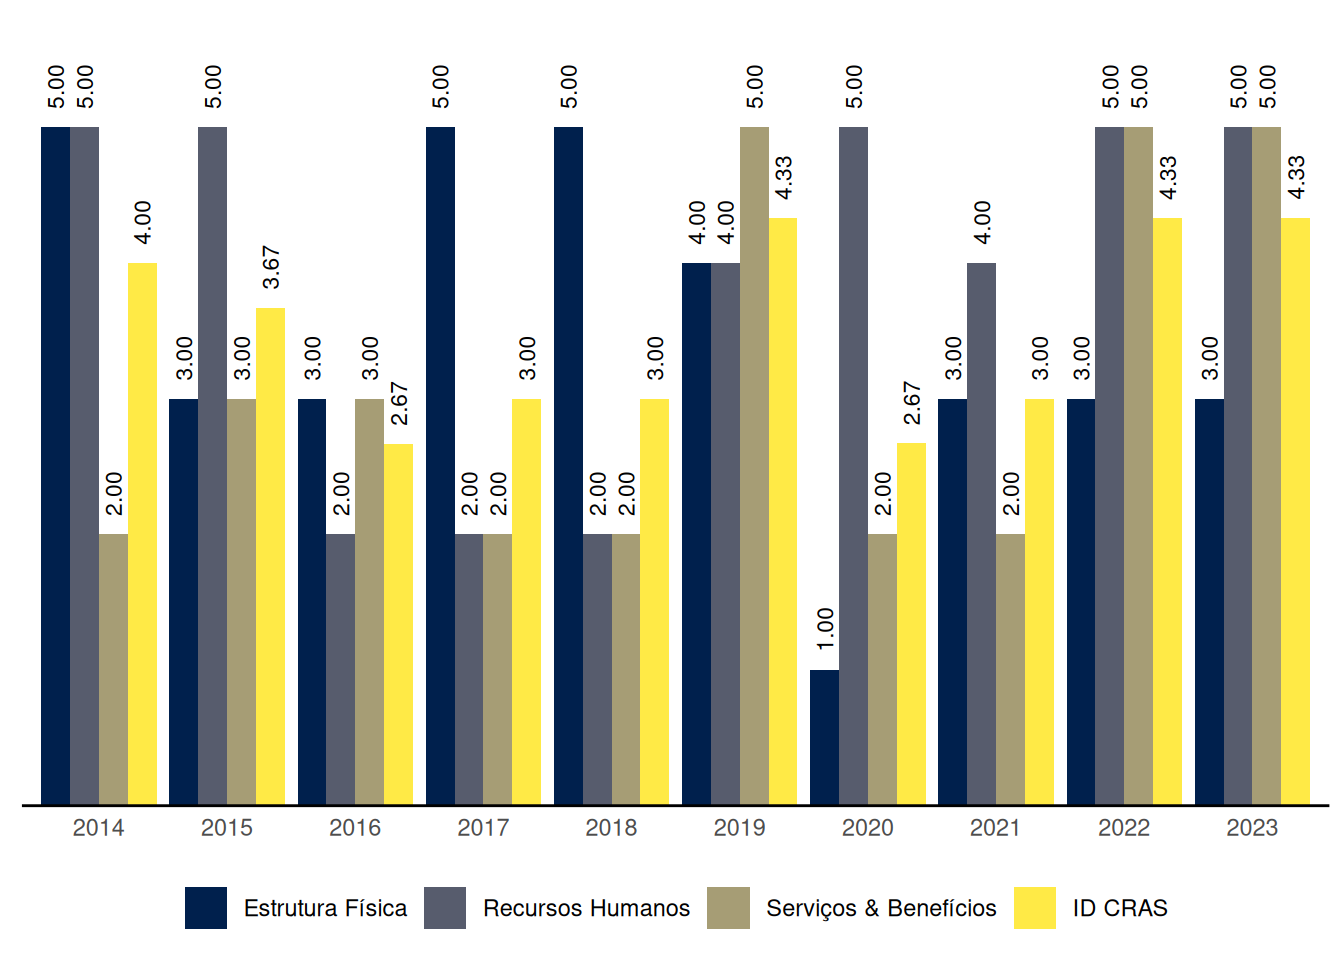 5.00 5.00 2.00 4.00
3.00 5.00 3.00 3.67
3.00 2.00 3.00 2.67
5.00 2.00 2.00 3.00
5.00 2.00 2.00 3.00
4.00 4.00 5.00 4.33
1.00 5.00 2.00 2.67
3.00 4.00 2.00 3.00
3.00 5.00 5.00 4.33
3.00 5.00 5.00 4.33
2014 2015 2016 2017 2018 2019 2020 2021 2022 2023
Estrutura Física Recursos Humanos Serviços & Benefícios ID CRAS